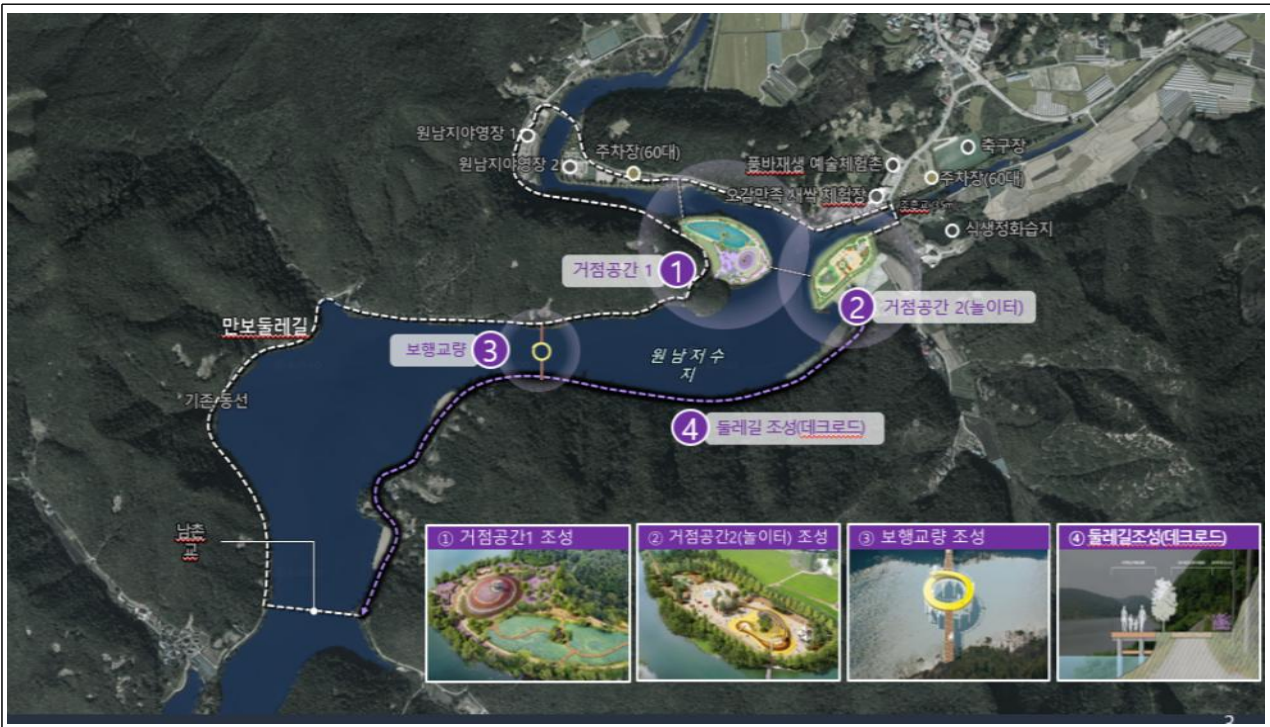 원남지야영장 1
원남지야영장 2
주차장(60대)
품바재생 예술체험촌
축구장
주차장(60대)
오감만족 새싹 체험장
식생정화습지
거점공간 1
1
2
거점공간 2(놀이터)
만보둘레길
보행교량
3
원남저수
지
기존 동선
4
둘레길 조성(데크로드)
남촌
교
① 거점공간1 조성
② 거점공간2(놀이터) 조성
③ 보행교량 조성
④ 둘레길조성(데크로드)
3